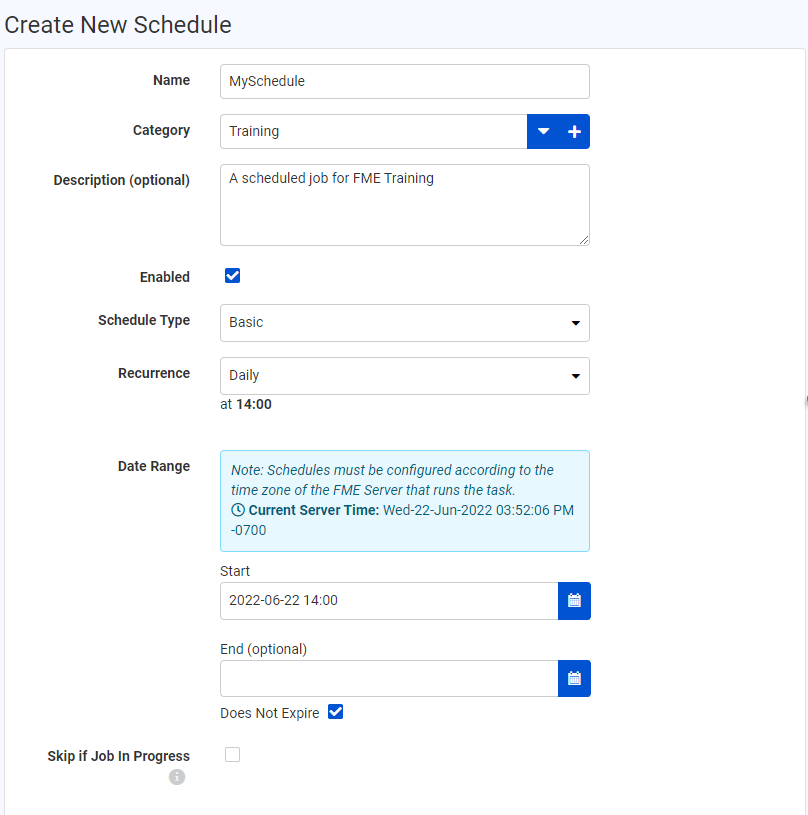 Create New Schedule
Name
MySchedule
Category
Training
Description (optional)
A scheduled job for FME Training
Enabled
Schedule Type
Basic
Recurrence
Daily
at 14:00
Date Range
Note: Schedules must be configured according to the
time zone of the FME Server that runs the task.
Current Server Time: Wed-22-Jun-2022 03:52:06 PM
-0700
Start
2022-06-22 14:00
End (optional)
Does Not Expire
Skip if Job In Progress